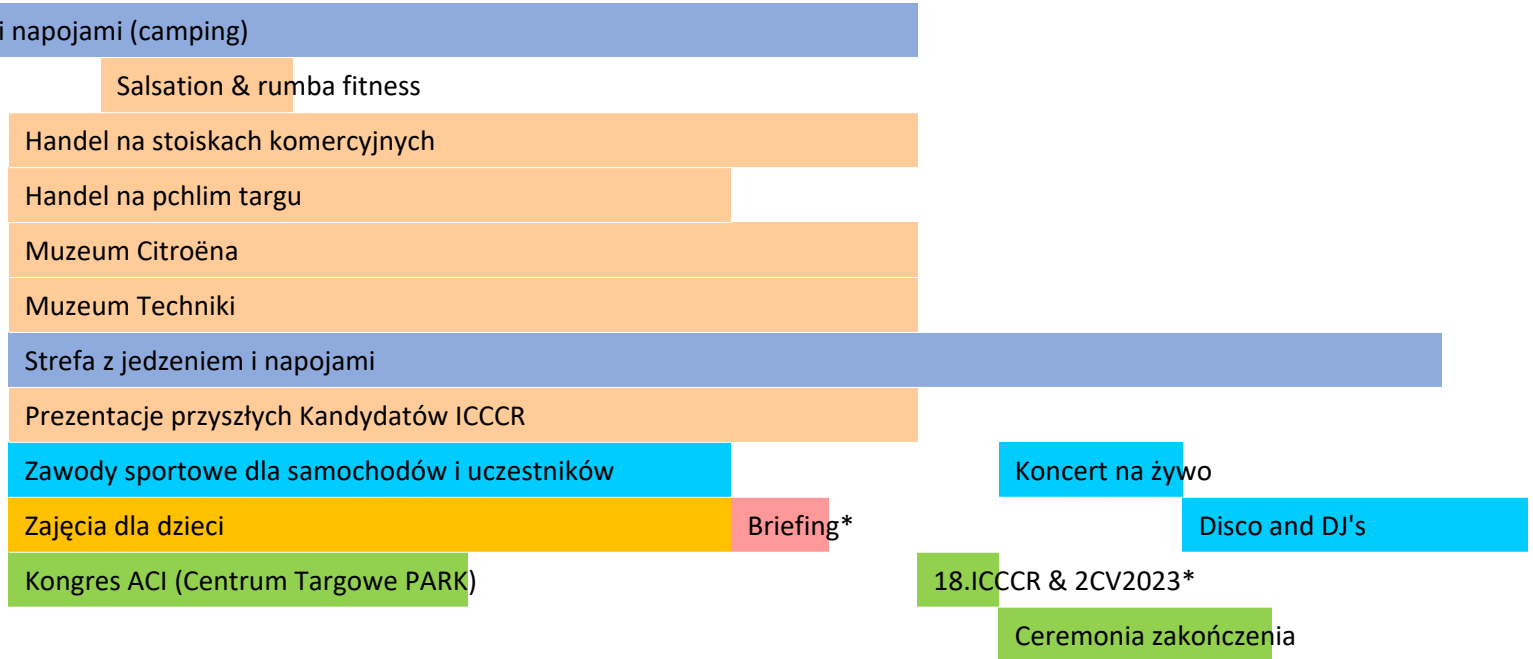 i napojami (camping)
Salsation & rumba fitness
Handel na stoiskach komercyjnych
Handel na pchlim targu
Muzeum Citroëna
Muzeum Techniki
Strefa z jedzeniem i napojami
Prezentacje przyszłych Kandydatów ICCCR
Zawody sportowe dla samochodów i uczestników
Koncert na żywo
Zajęcia dla dzieci
Briefing*
Disco and DJ's
Kongres ACI (Centrum Targowe PARK)
18.ICCCR & 2CV2023*
Ceremonia zakończenia